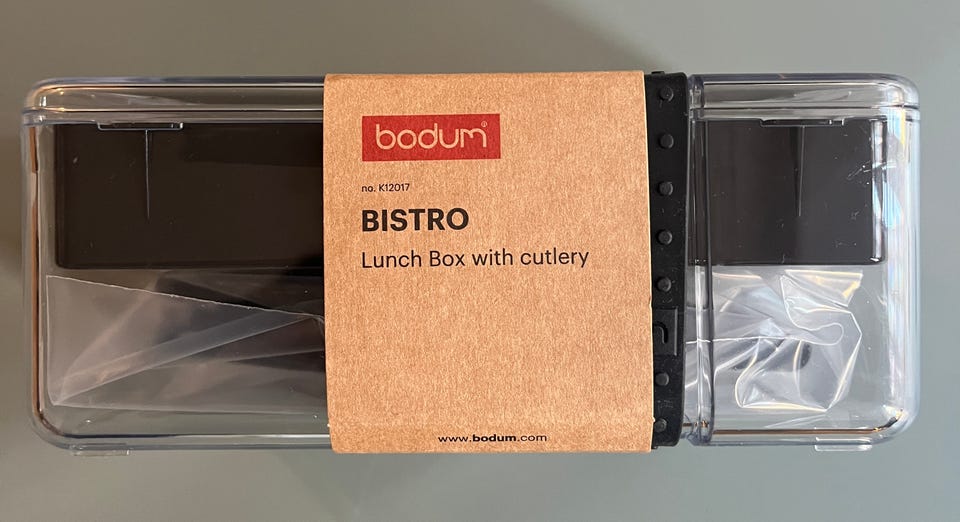 bodum®
no. K12017
BISTRO
Lunch Box with cutlery
www.bodum.com